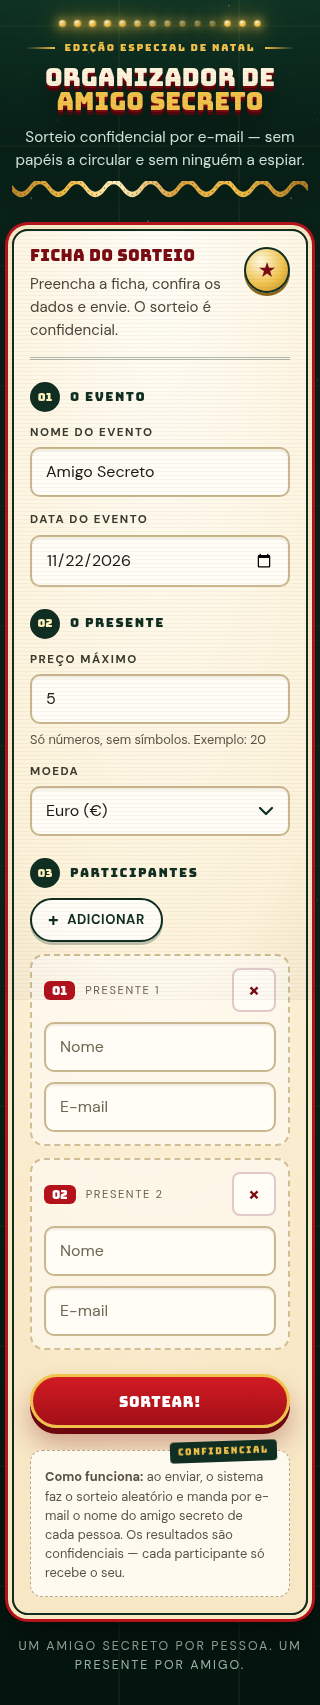 EDIÇÃO ESPECIAL DE NATAL
ORGANIZADOR DE
AMIGO SECRETO
Sorteio confidencial por e-mail — sem
papéis a circular e sem ninguém a espiar.
FICHA DO SORTEIO
Preencha a ficha, confira os
dados e envie. O sorteio é
confidencial.
01 O EVENTO
NOME DO EVENTO
Amigo Secreto
DATA DO EVENTO
11/22/2026
02 O PRESENTE
PREÇO MÁXIMO
5
Só números, sem símbolos. Exemplo: 20
MOEDA
Euro (€)
03 PARTICIPANTES
+ ADICIONAR
01 PRESENTE 1 ×
Nome
E-mail
02 PRESENTE 2 ×
Nome
E-mail
SORTEAR!
CONFIDENCIAL
Como funciona: ao enviar, o sistema
faz o sorteio aleatório e manda por e-
mail o nome do amigo secreto de
cada pessoa. Os resultados são
confidenciais — cada participante só
recebe o seu.
UM AMIGO SECRETO POR PESSOA. UM
PRESENTE POR AMIGO.